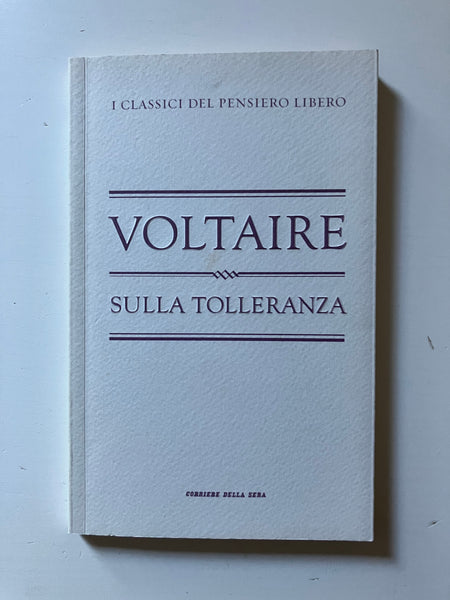 I CLASSICI DEL PENSIERO LIBERO
VOLTAIRE
SULLA TOLLERANZA
CORRIERE DELLA SERA